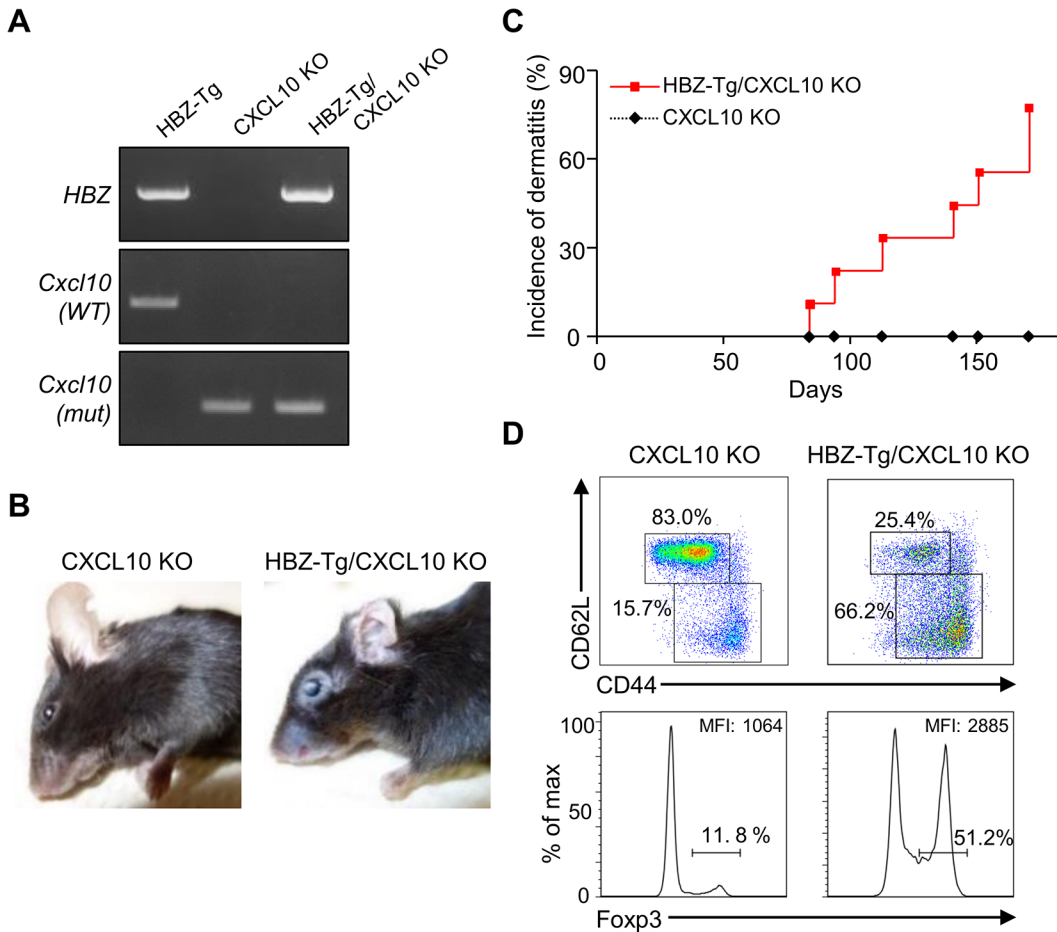 A
HBZ-Tg
CXCL10 KO
HBZ-Tg/
CXCL10 KO
HBZ
Cxcl10
(WT)
Cxcl10
(mut)
B
CXCL10 KO
HBZ-Tg/CXCL10 KO
C
Incidence of dermatitis (%)
90
60
30
0
HBZ-Tg/CXCL10 KO
CXCL10 KO
0 50 100 150
Days
D
CXCL10 KO
HBZ-Tg/CXCL10 KO
CD62L
83.0%
15.7%
25.4%
66.2%
CD44
% of max
100
50
0
MFI: 1064
11. 8 %
MFI: 2885
51.2%
Foxp3